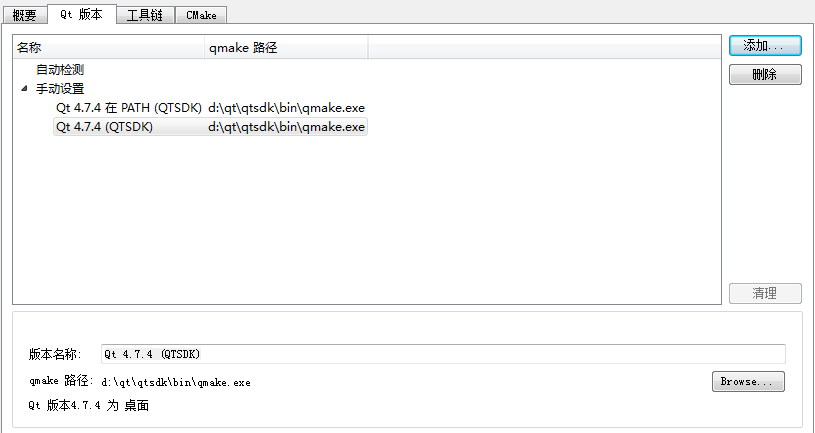 概要 Qt 版本 工具链 CMake
名称 qmake 路径 添加...
自动检测 删除
手动设置
Qt 4.7.4 在 PATH (QTSDK) d:\qt\qtsdk\bin\qmake.exe
Qt 4.7.4 (QTSDK) d:\qt\qtsdk\bin\qmake.exe
清理
版本名称: Qt 4.7.4 (QTSDK)
qmake 路径: d:\qt\qtsdk\bin\qmake.exe Browse...
Qt 版本4.7.4 为 桌面